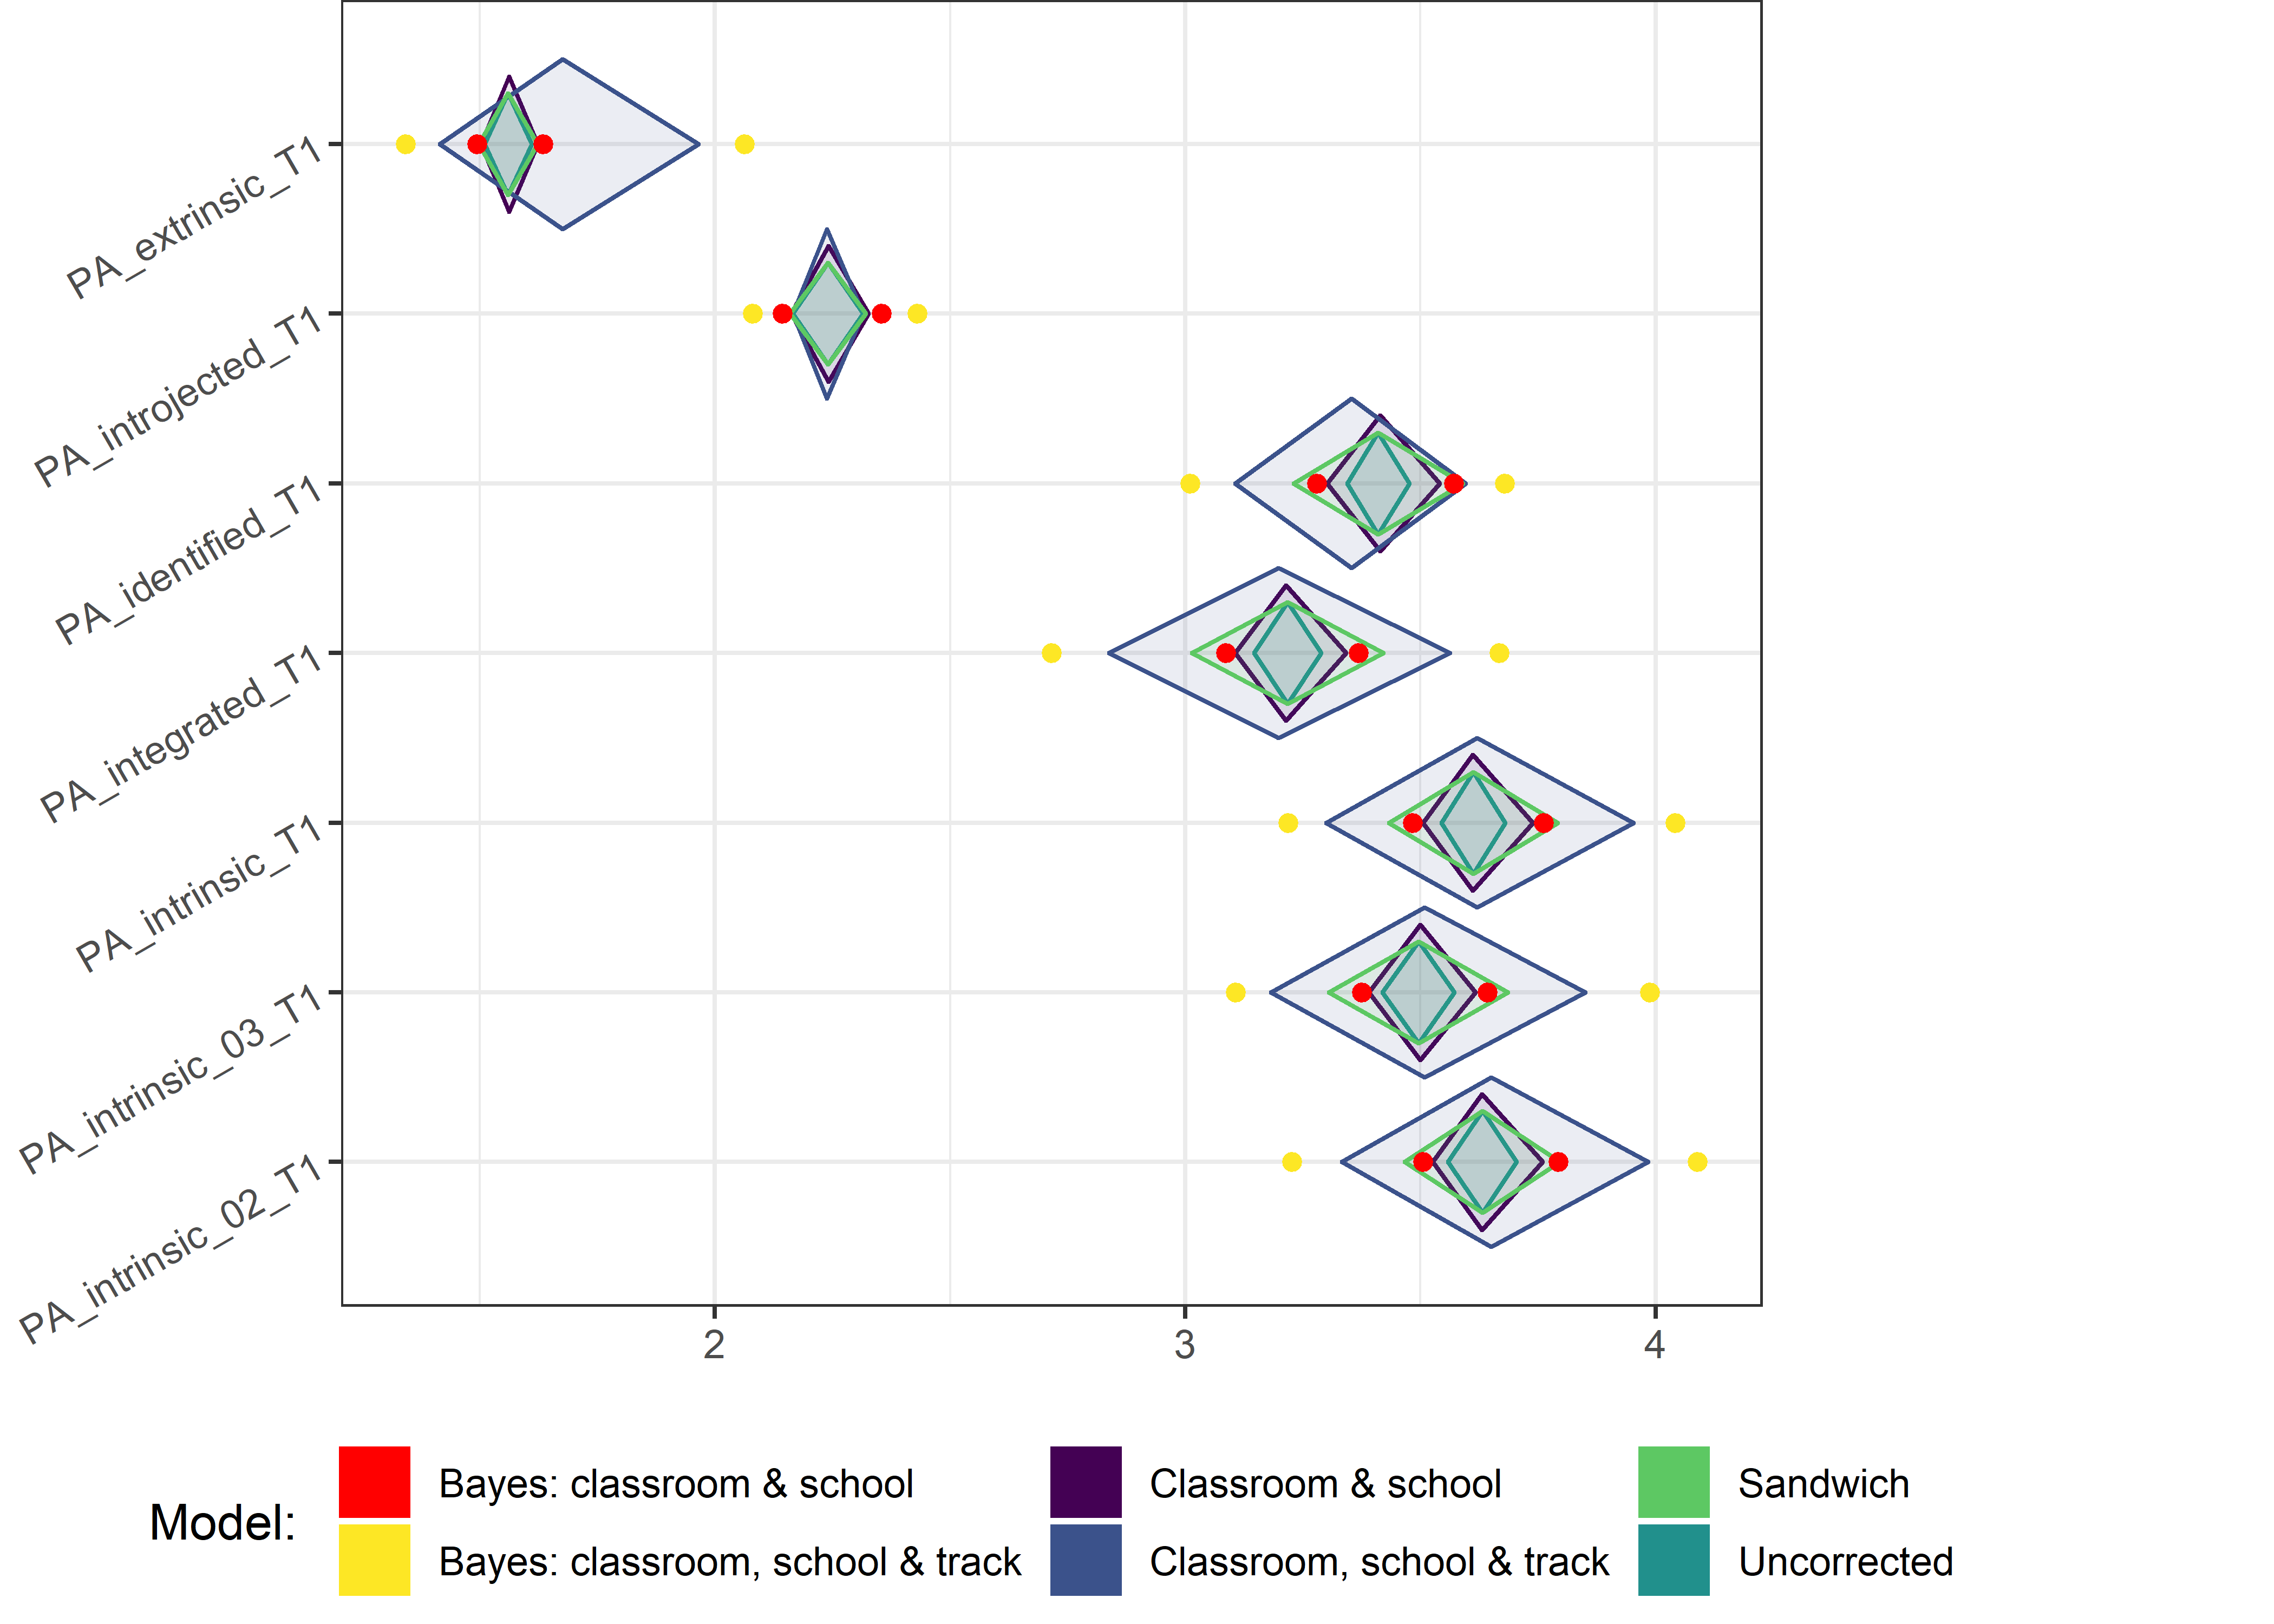 PA_extrinsic_T1
PA_introjected_T1
PA_identified_T1
PA_integrated_T1
PA_intrinsic_T1
PA_intrinsic_03_T1
PA_intrinsic_02_T1
2 3 4
Model:
Bayes: classroom & school
Classroom & school
Sandwich
Bayes: classroom, school & track
Classroom, school & track
Uncorrected